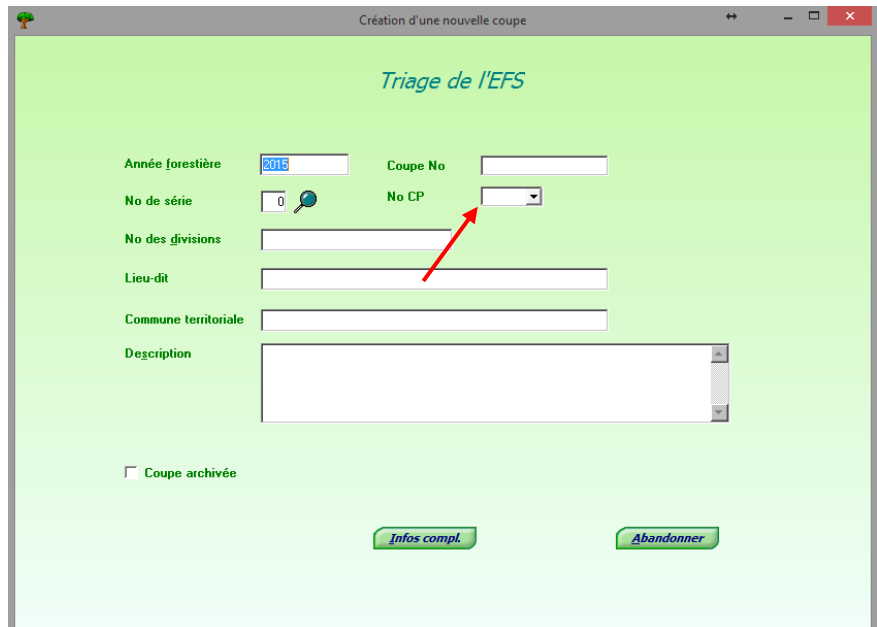 Création d'une nouvelle coupe
Triage de l'EFS
Année forestière 2015 Coupe No
No de série 0 No CP
No des divisions
Lieu-dit
Commune territoriale
Description
Coupe archivée
Infos compl. Abandonner